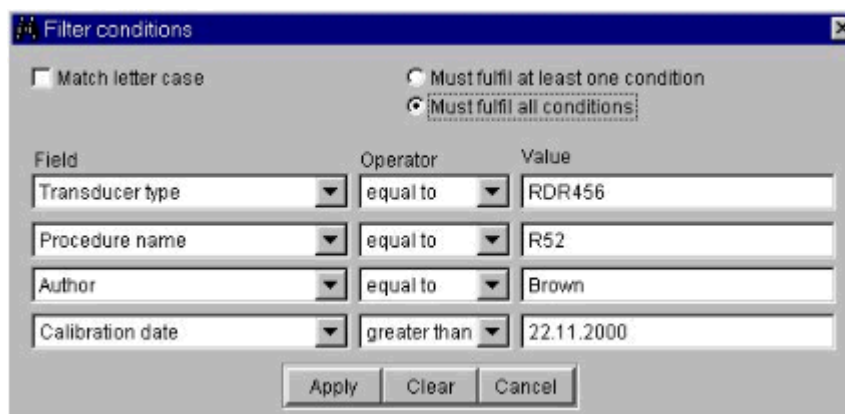 Filter conditions
Match letter case
Must fulfil at least one condition
Must fulfil all conditions
Field Operator Value
Transducer type equal to RDR456
Procedure name equal to R52
Author equal to Brown
Calibration date greater than 22.11.2000
Apply Clear Cancel